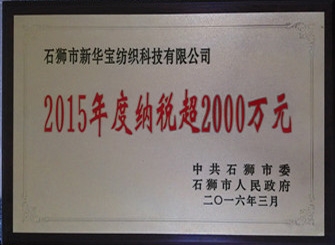 石狮市新华宝纺织科技有限公司
2015年度纳税超2000万元
中共石狮市委
石狮市人民政府
二〇一六年三月